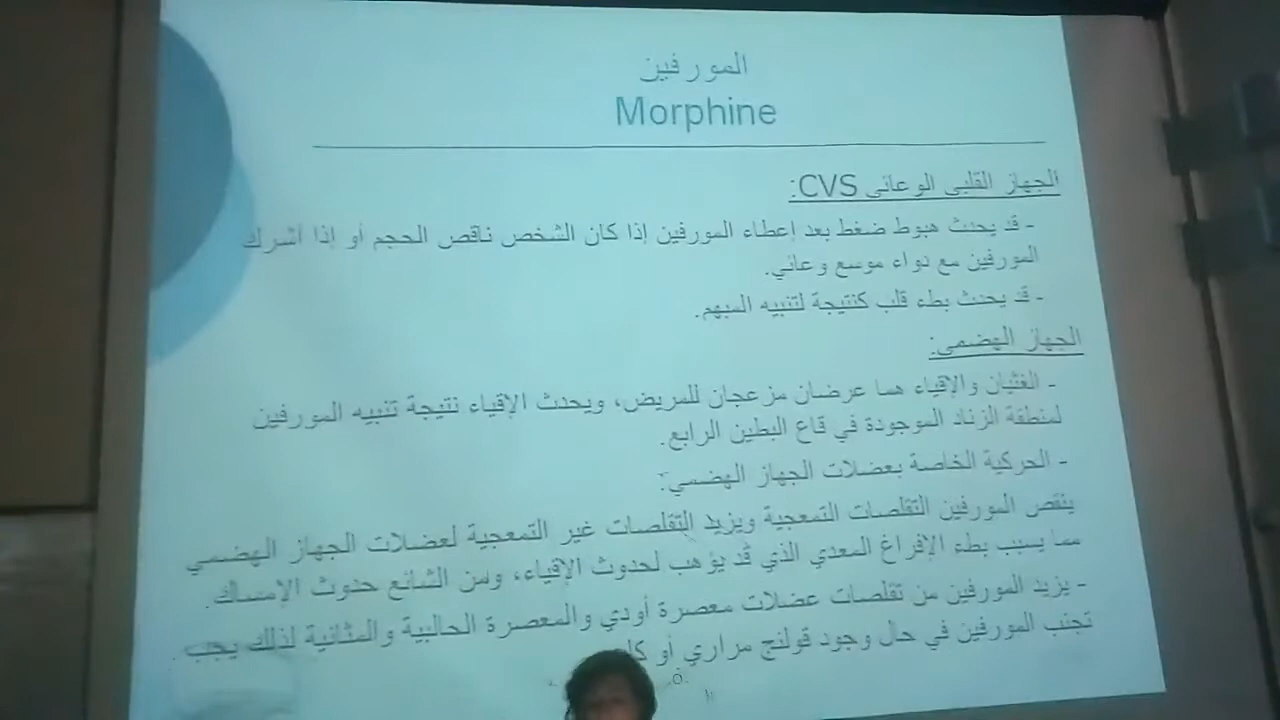 المورفين
Morphine
الجهاز القلبي الوعائي CVS:
- قد يحدث هبوط ضغط بعد إعطاء المورفين إذا كان الشخص ناقص الحجم أو إذا أشرك
المورفين مع دواء موسع وعائي.
- قد يحدث بطء قلب كنتيجة لتنبيه المبهم.
الجهاز الهضمي:
- الغثيان والإقياء هما عرضان مزعجان للمريض، ويحدث الإقياء نتيجة تنبيه المورفين
لمنطقة الزناد الموجودة في قاع البطين الرابع.
- الحركية الخاصة بعضلات الجهاز الهضمي:
ينقص المورفين التقلصات التمعجية ويزيد التقلصات غير التمعجية لعضلات الجهاز الهضمي
مما يسبب بطء الإفراغ المعدي الذي قد يؤهب لحدوث الإقياء، ومن الشائع حدوث الإمساك.
- يزيد المورفين من تقلصات عضلات معصرة أودي والمعصرة الحالبية والمثانية لذلك يجب
تجنب المورفين في حال وجود قولنج مراري أو